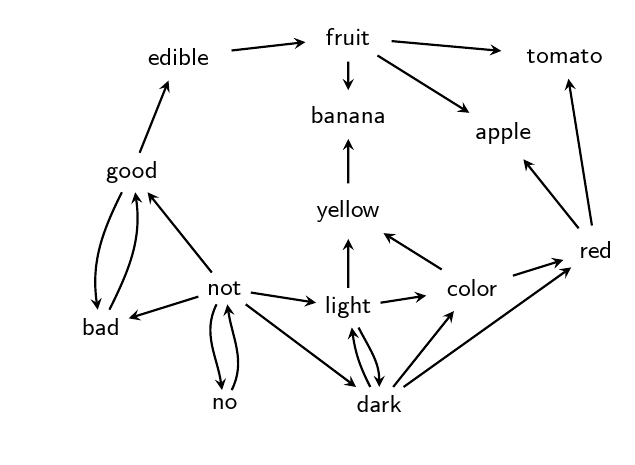 fruit
edible
tomato
banana
apple
good
yellow
red
not
color
light
bad
no
dark